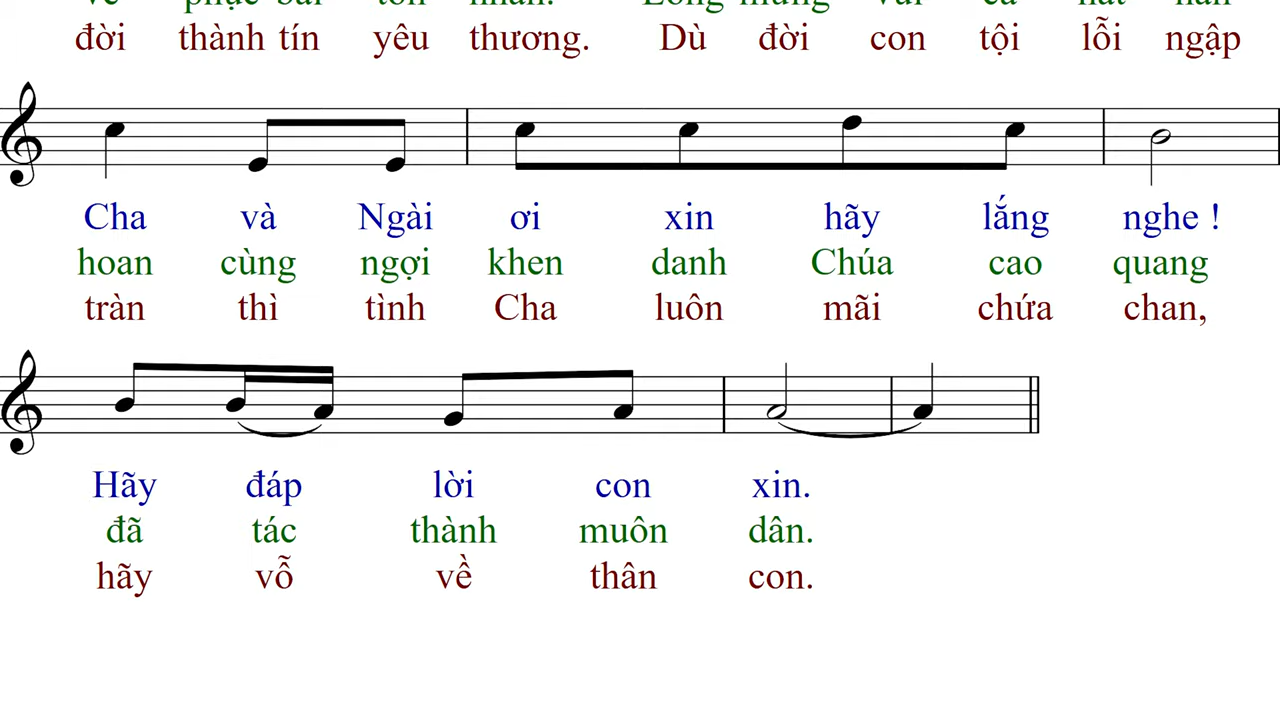 đời thành tín yêu thương. Dù đời con tội lỗi ngập
Cha và Ngài ơi xin hãy lắng nghe !
hoan cùng ngợi khen danh Chúa cao quang
tràn thì tình Cha luôn mãi chứa chan,
Hãy đáp lời con xin.
đã tác thành muôn dân.
hãy vỗ về thân con.